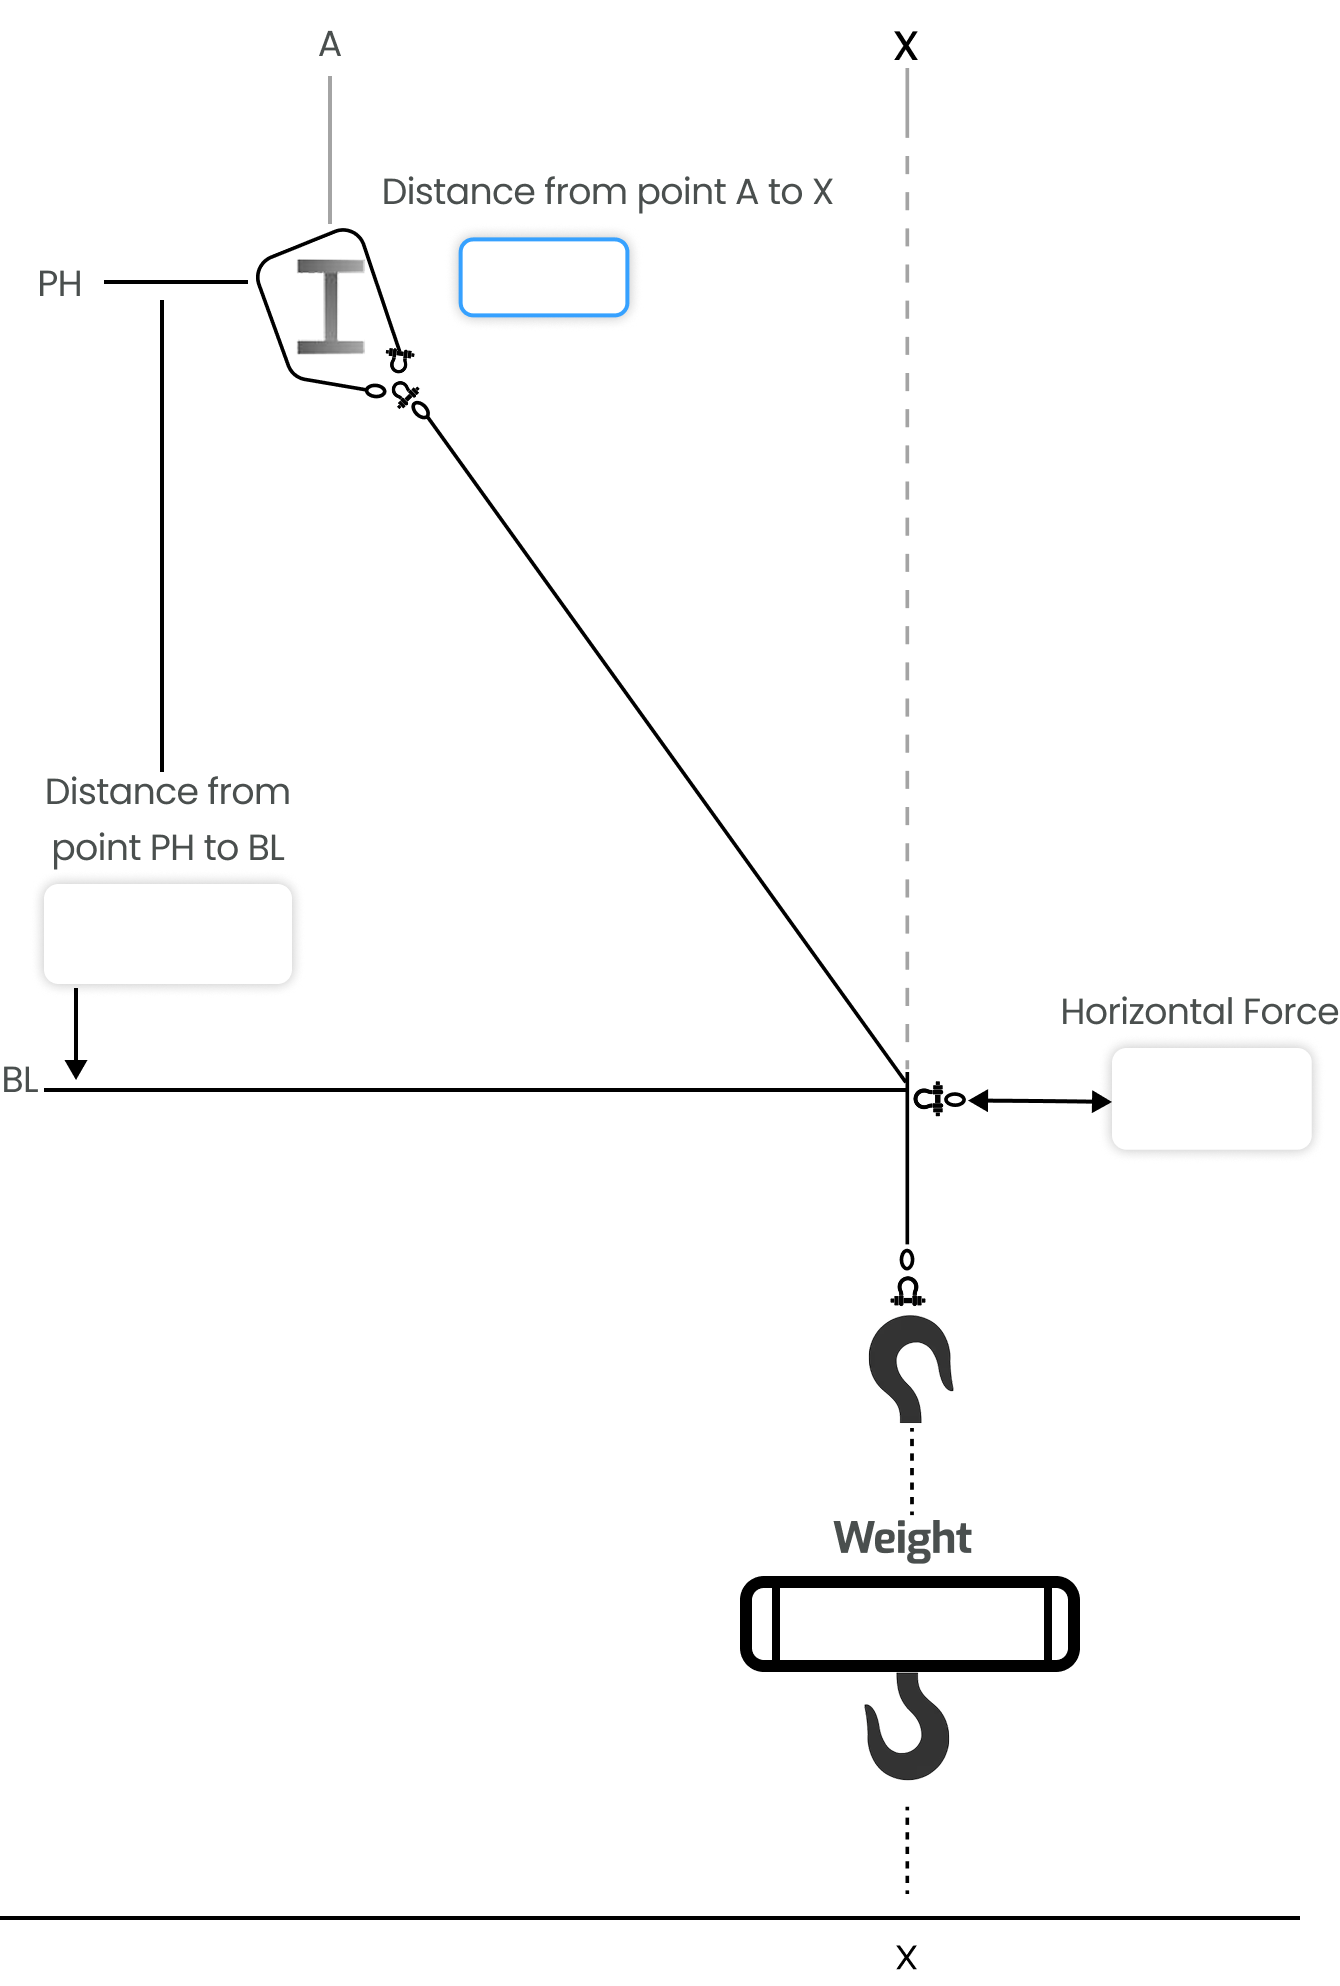 A
X
Distance from point A to X
PH
Distance from
point PH to BL
Horizontal Force
BL
Weight
X